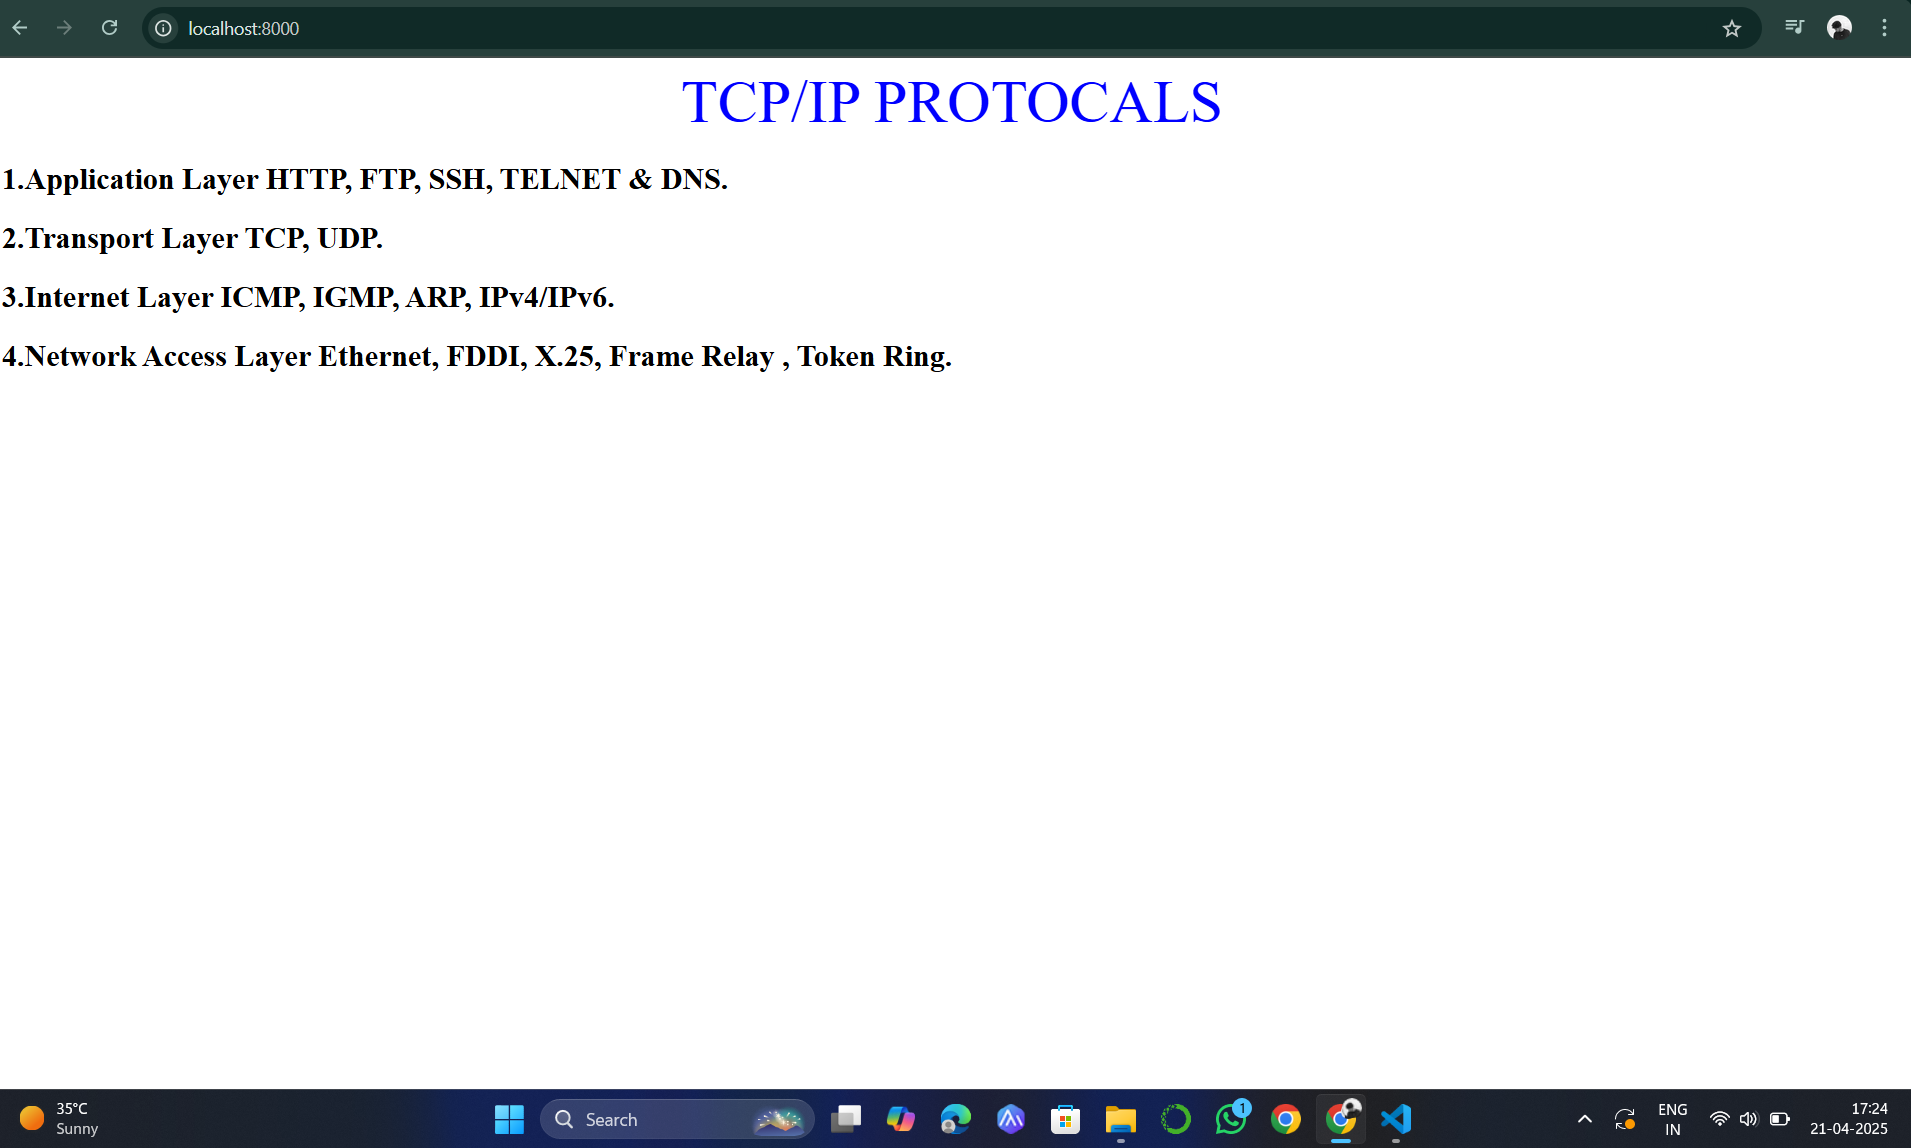 localhost:8000
TCP/IP PROTOCALS
1.Application Layer HTTP, FTP, SSH, TELNET & DNS.
2.Transport Layer TCP, UDP.
3.Internet Layer ICMP, IGMP, ARP, IPv4/IPv6.
4.Network Access Layer Ethernet, FDDI, X.25, Frame Relay , Token Ring.
35°C
Sunny
Search
1
ENG
IN
17:24
21-04-2025